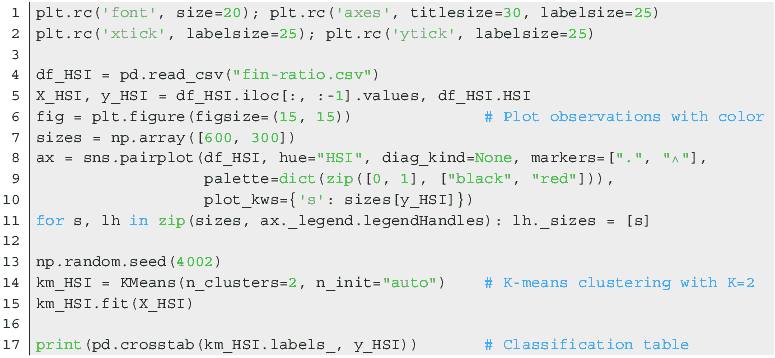 1 plt.rc('font', size=20); plt.rc('axes', titlesize=30, labelsize=25)
2 plt.rc('xtick', labelsize=25); plt.rc('ytick', labelsize=25)
3
4 df_HSI = pd.read_csv("fin-ratio.csv")
5 X_HSI, y_HSI = df_HSI.iloc[:, :-1].values, df_HSI.HSI
6 fig = plt.figure(figsize=(15, 15)) # Plot observations with color
7 sizes = np.array([600, 300])
8 ax = sns.pairplot(df_HSI, hue="HSI", diag_kind=None, markers=[".", "^"],
9 palette=dict(zip([0, 1], ["black", "red"])),
10 plot_kws={'s': sizes[y_HSI]})
11 for s, lh in zip(sizes, ax._legend.legendHandles): lh._sizes = [s]
12
13 np.random.seed(4002)
14 km_HSI = KMeans(n_clusters=2, n_init="auto") # K-means clustering with K=2
15 km_HSI.fit(X_HSI)
16
17 print(pd.crosstab(km_HSI.labels_, y_HSI)) # Classification table